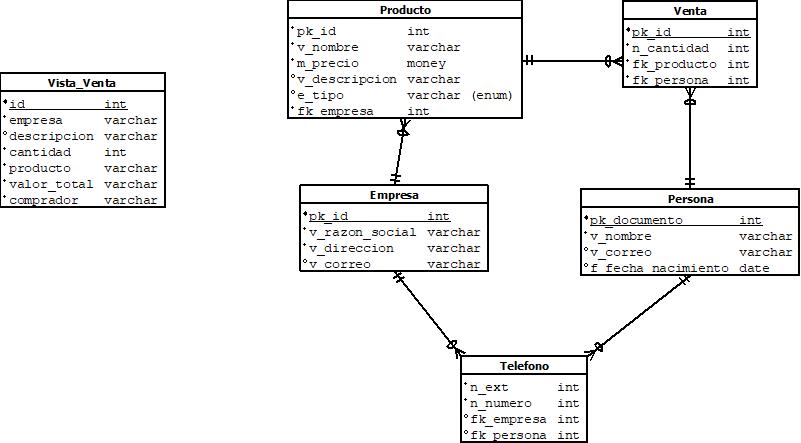 Producto
pk_id int
v_nombre varchar
m_precio money
v_descripcion varchar
e_tipo varchar (enum)
fk_empresa int
Venta
pk_id int
n_cantidad int
fk_producto int
fk_persona int
Vista_Venta
id int
empresa varchar
descripcion varchar
cantidad int
producto varchar
valor_total varchar
comprador varchar
Empresa
pk_id int
v_razon_social varchar
v_direccion varchar
v_correo varchar
Persona
pk_documento int
v_nombre varchar
v_correo varchar
f_fecha_nacimiento date
Telefono
n_ext int
n_numero int
fk_empresa int
fk_persona int